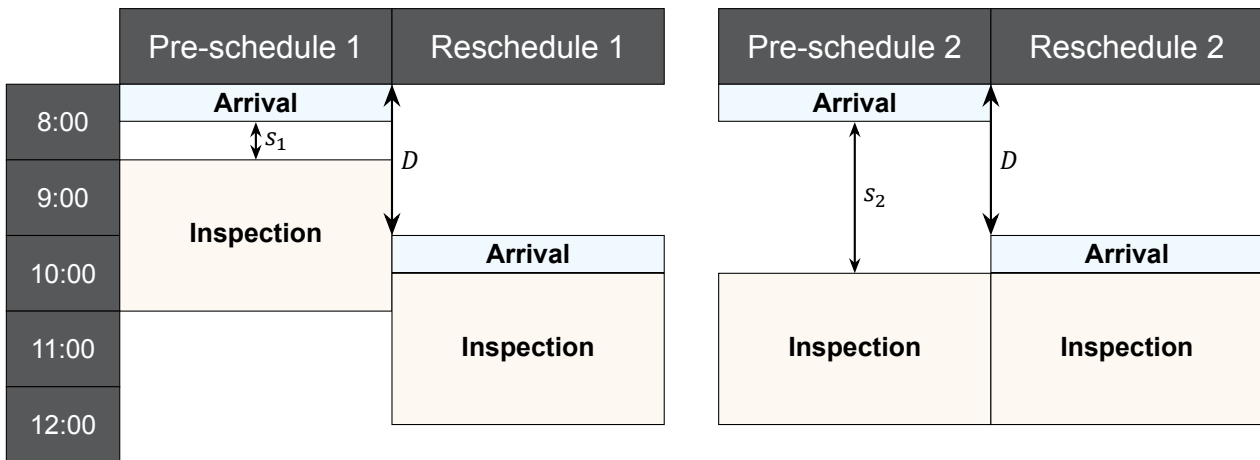 Pre-schedule 1 Reschedule 1 Pre-schedule 2 Reschedule 2
8:00 Arrival Arrival
s₁
D D
9:00 Inspection s₂
10:00 Arrival Arrival
11:00 Inspection Inspection Inspection
12:00